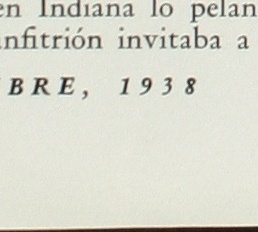 en Indiana lo pelan
nfitrión invitaba a
BRE, 1938